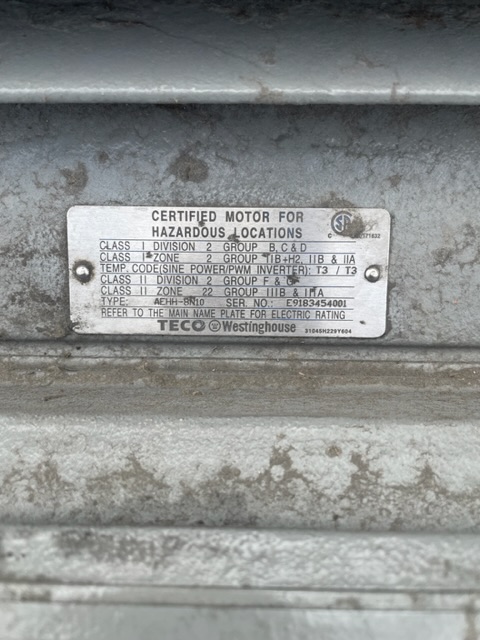 CERTIFIED MOTOR FOR
HAZARDOUS LOCATIONS
CLASS I DIVISION 2 GROUP B, C & D
CLASS I ZONE 2 GROUP IIB+H2, IIB & IIA
TEMP. CODE(SINE POWER/PWM INVERTER): T3 / T3
CLASS II DIVISION 2 GROUP F & G
CLASS II ZONE 22 GROUP IIIB & IIIA
TYPE: AEHH-8N10 SER. NO.: E9183454001
REFER TO THE MAIN NAME PLATE FOR ELECTRIC RATING
TECO Westinghouse 31046H229Y604